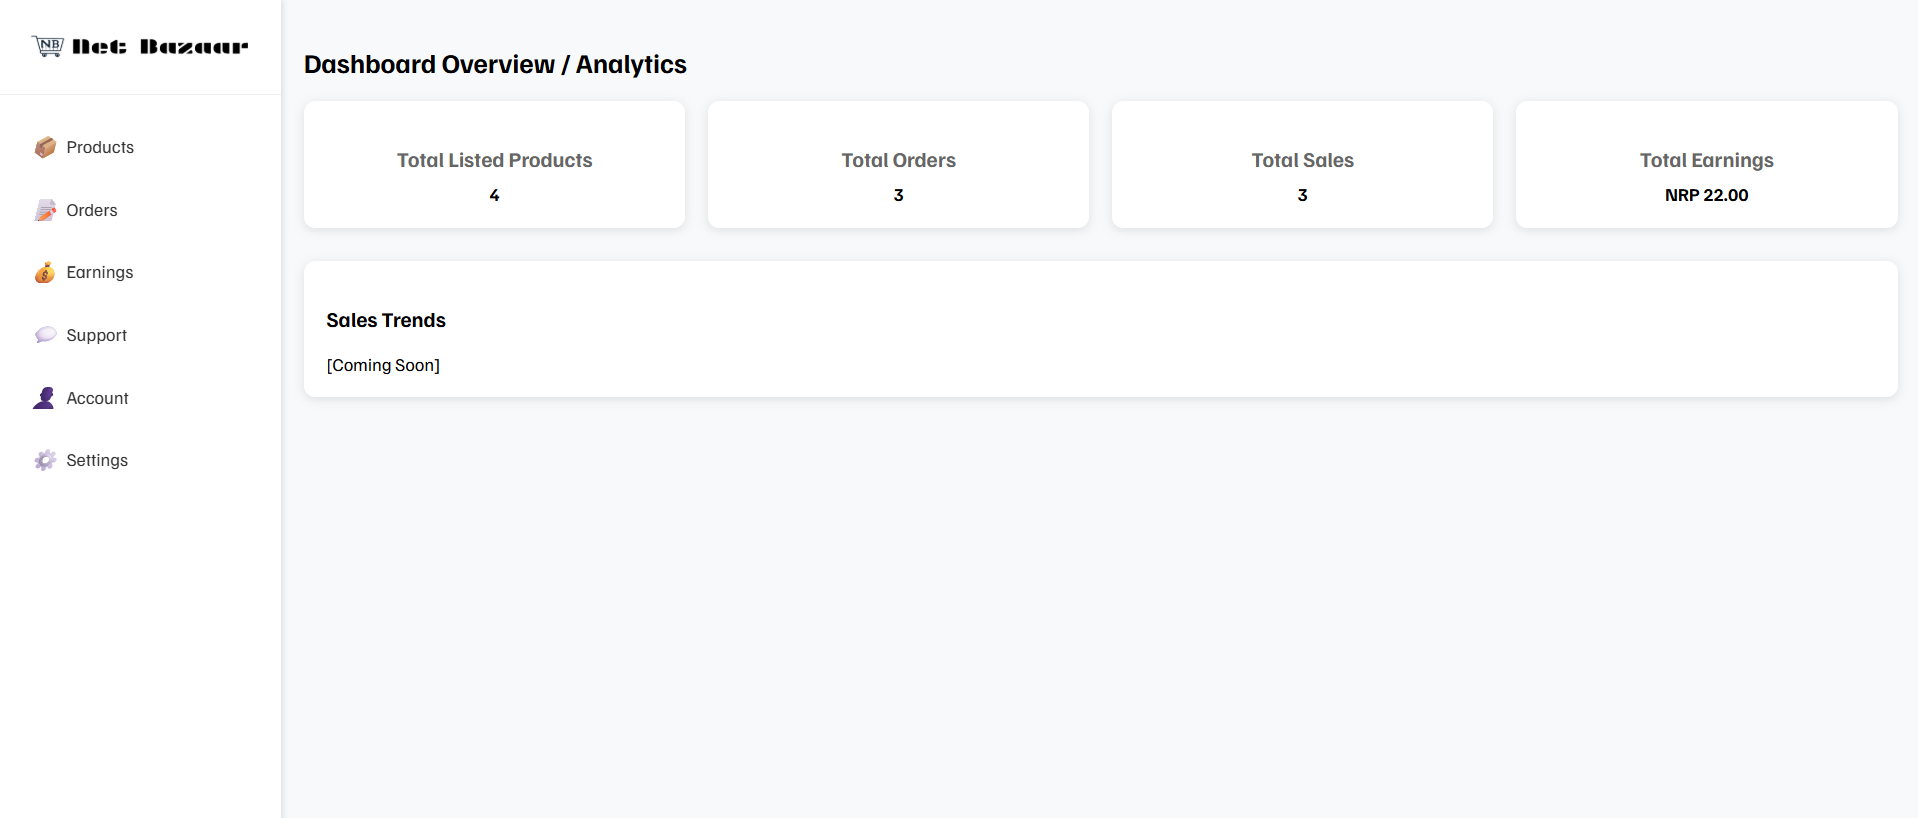 NB Net Bazaar
Products
Orders
Earnings
Support
Account
Settings
Dashboard Overview / Analytics
Total Listed Products
4
Total Orders
3
Total Sales
3
Total Earnings
NRP 22.00
Sales Trends
[Coming Soon]